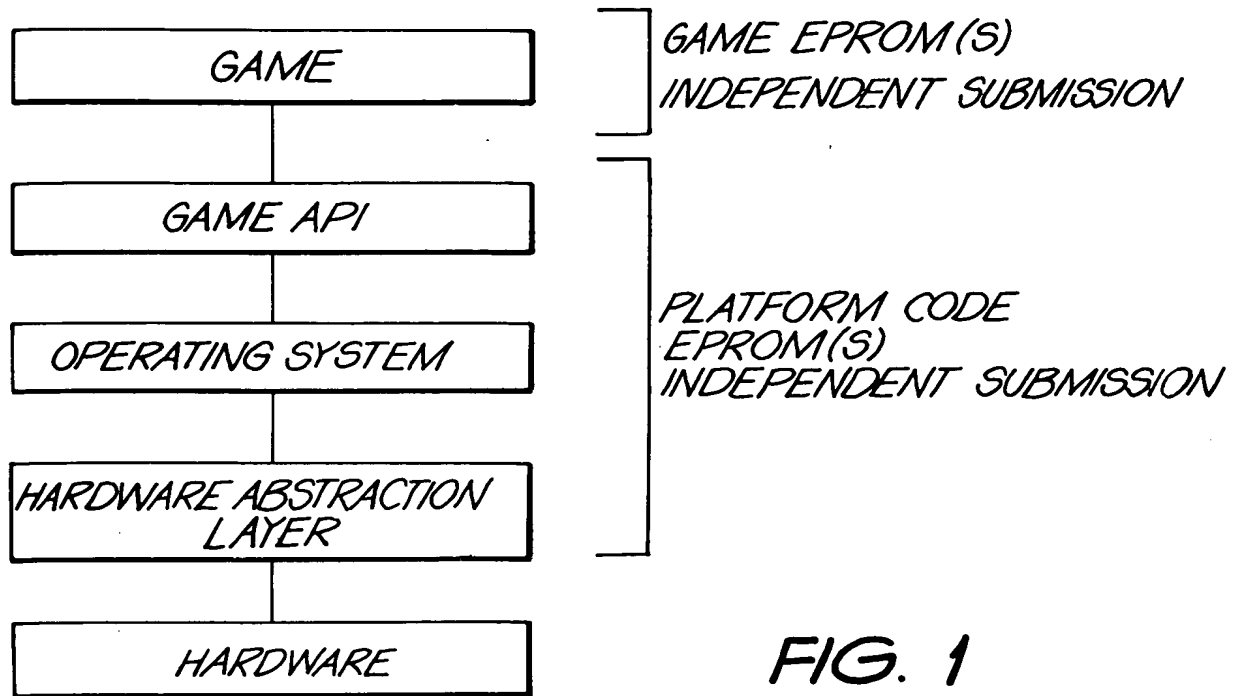 GAME
GAME EPROM(S)
INDEPENDENT SUBMISSION
GAME API
OPERATING SYSTEM
PLATFORM CODE
EPROM(S)
INDEPENDENT SUBMISSION
HARDWARE ABSTRACTION
LAYER
HARDWARE
FIG. 1